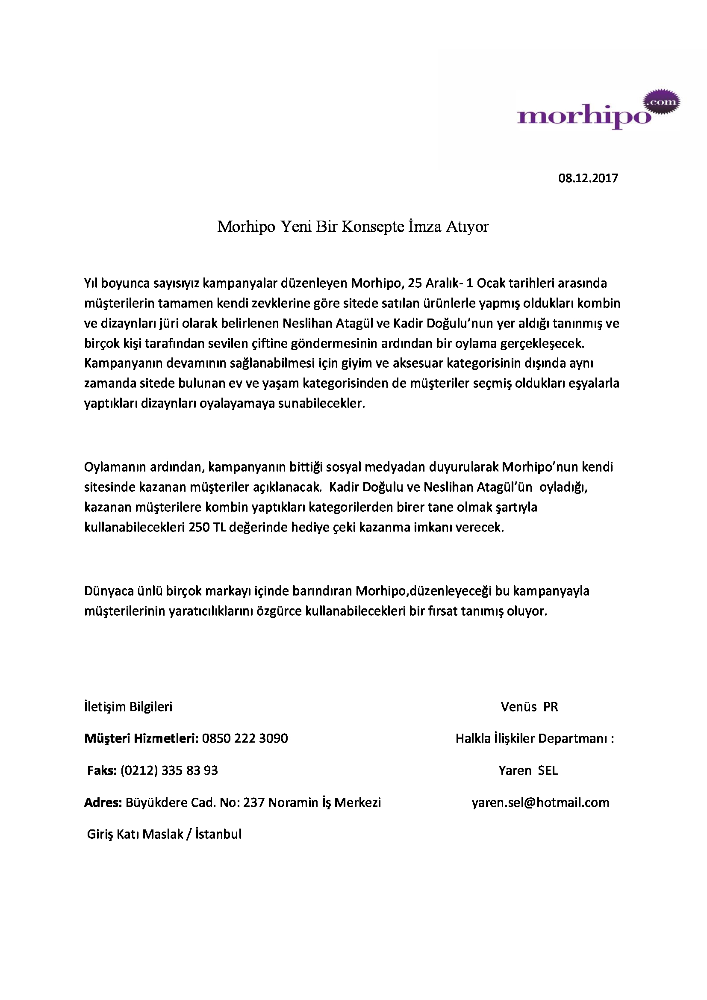 morhipo .com
08.12.2017
Morhipo Yeni Bir Konsepte İmza Atıyor
Yıl boyunca sayısıyız kampanyalar düzenleyen Morhipo, 25 Aralık- 1 Ocak tarihleri arasında
müşterilerin tamamen kendi zevklerine göre sitede satılan ürünlerle yapmış oldukları kombin
ve dizaynları jüri olarak belirlenen Neslihan Atagül ve Kadir Doğulu’nun yer aldığı tanınmış ve
birçok kişi tarafından sevilen çiftine göndermesinin ardından bir oylama gerçekleşecek.
Kampanyanın devamının sağlanabilmesi için giyim ve aksesuar kategorisinin dışında aynı
zamanda sitede bulunan ev ve yaşam kategorisinden de müşteriler seçmiş oldukları eşyalarla
yaptıkları dizaynları oyalayamaya sunabilecekler.
Oylamanın ardından, kampanyanın bittiği sosyal medyadan duyurularak Morhipo’nun kendi
sitesinde kazanan müşteriler açıklanacak.  Kadir Doğulu ve Neslihan Atagül’ün  oyladığı,
kazanan müşterilere kombin yaptıkları kategorilerden birer tane olmak şartıyla
kullanabilecekleri 250 TL değerinde hediye çeki kazanma imkanı verecek.
Dünyaca ünlü birçok markayı içinde barındıran Morhipo,düzenleyeceği bu kampanyayla
müşterilerinin yaratıcılıklarını özgürce kullanabilecekleri bir fırsat tanımış oluyor.
İletişim Bilgileri Venüs  PR
Müşteri Hizmetleri: 0850 222 3090 Halkla İlişkiler Departmanı :
Faks: (0212) 335 83 93 Yaren  SEL
Adres: Büyükdere Cad. No: 237 Noramin İş Merkezi yaren.sel@hotmail.com
Giriş Katı Maslak / İstanbul